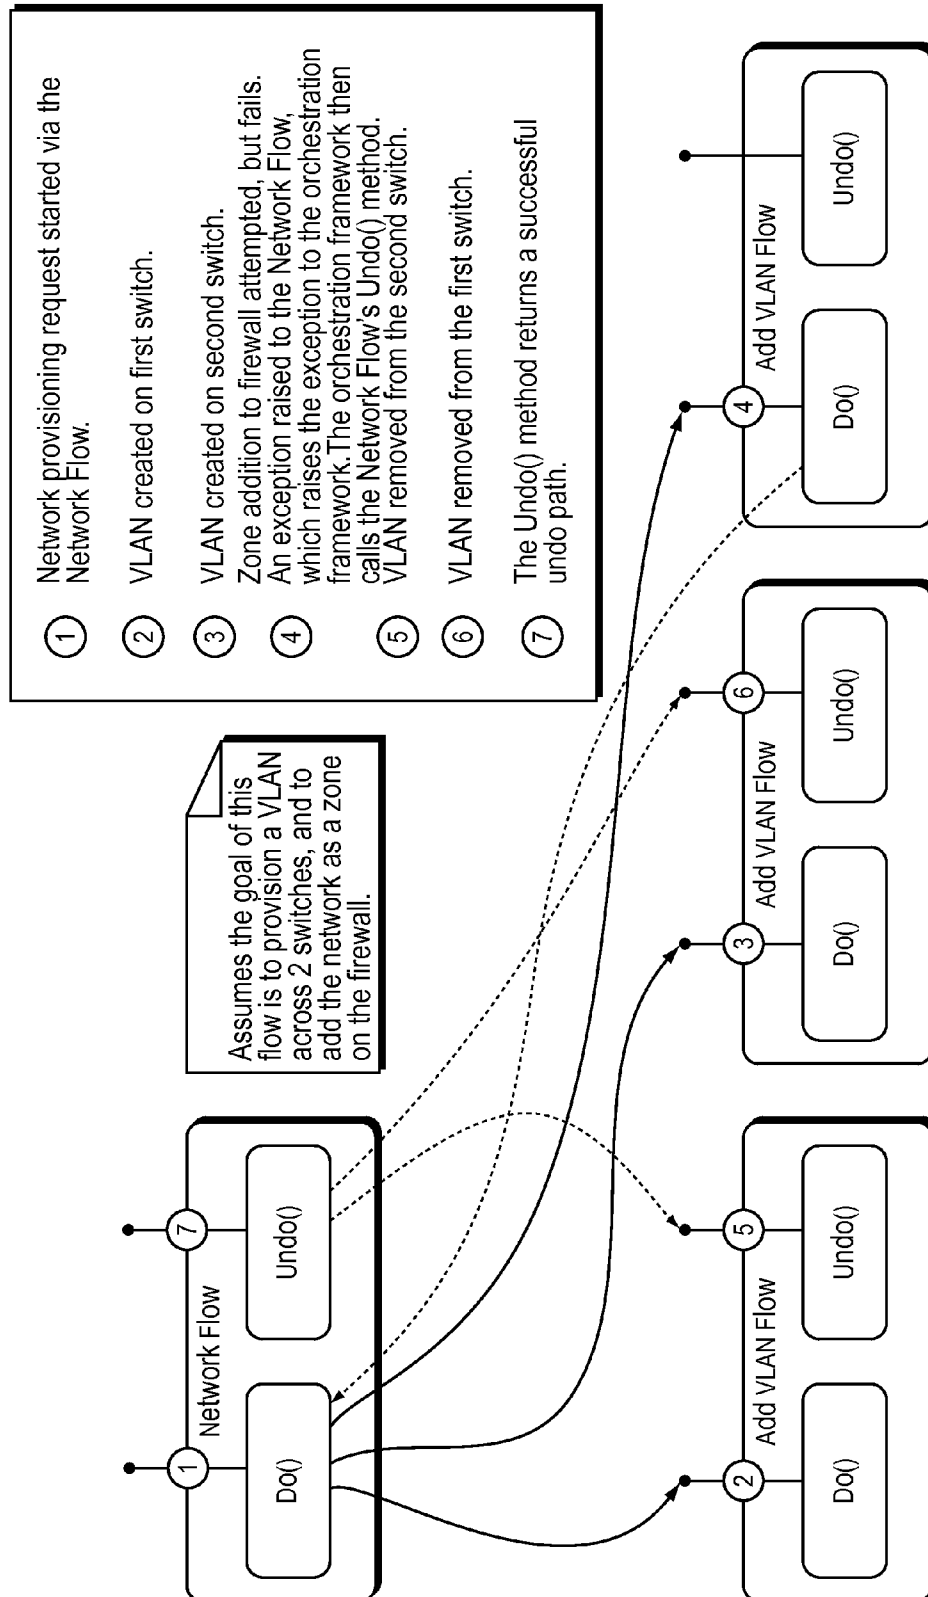 Network Flow
1
7
Do()
Undo()
Assumes the goal of this
flow is to provision a VLAN
across 2 switches, and to
add the network as a zone
on the firewall.
1
Network provisioning request started via the
Network Flow.
2
VLAN created on first switch.
3
VLAN created on second switch.
4
Zone addition to firewall attempted, but fails.
An exception raised to the Network Flow,
which raises the exception to the orchestration
framework. The orchestration framework then
calls the Network Flow's Undo() method.
5
VLAN removed from the second switch.
6
VLAN removed from the first switch.
7
The Undo() method returns a successful
undo path.
2
5
Add VLAN Flow
Do()
Undo()
3
6
Add VLAN Flow
Do()
Undo()
4
Add VLAN Flow
Do()
Undo()